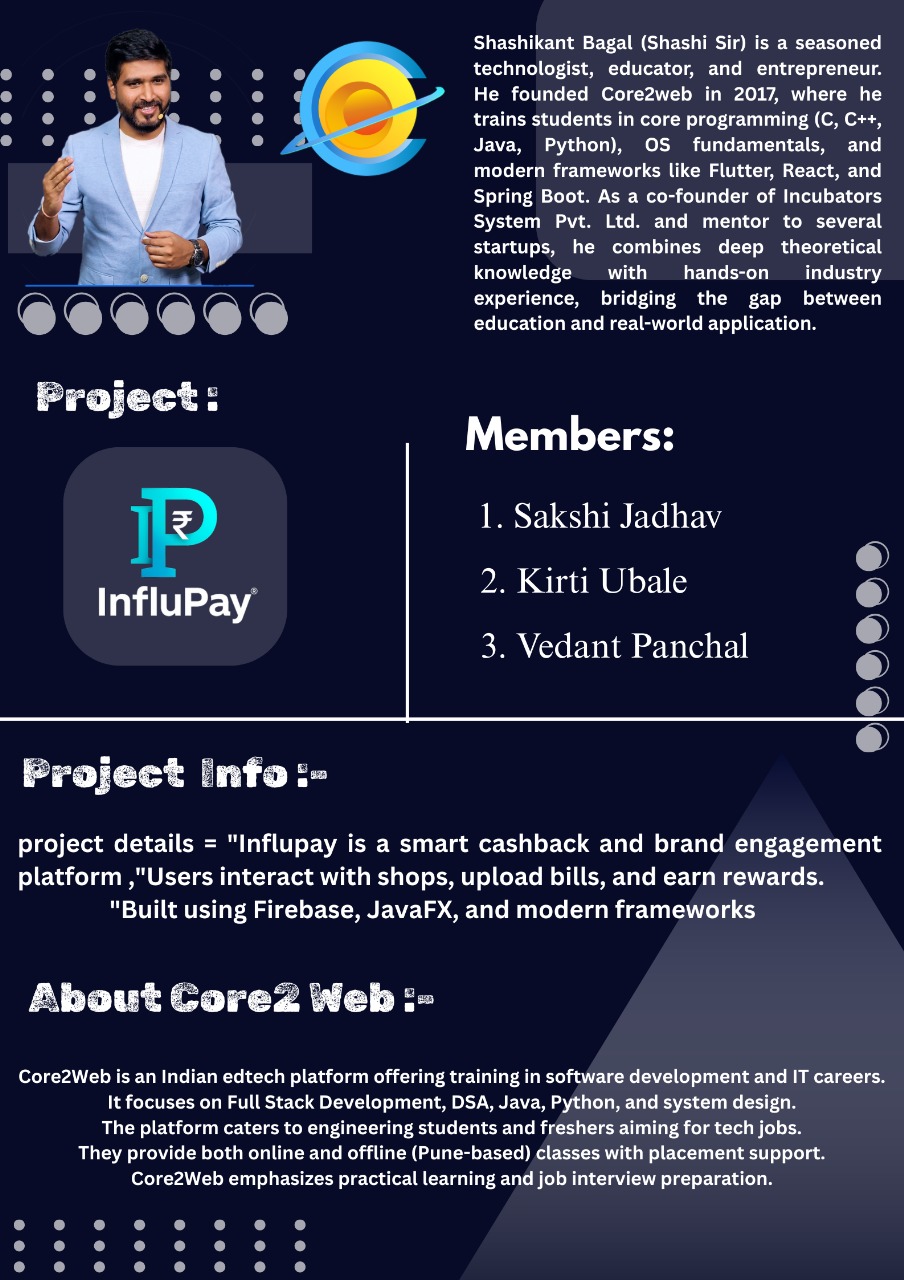 Shashikant Bagal (Shashi Sir) is a seasoned
technologist, educator, and entrepreneur.
He founded Core2web in 2017, where he
trains students in core programming (C, C++,
Java, Python), OS fundamentals, and
modern frameworks like Flutter, React, and
Spring Boot. As a co-founder of Incubators
System Pvt. Ltd. and mentor to several
startups, he combines deep theoretical
knowledge with hands-on industry
experience, bridging the gap between
education and real-world application.
Project :
₹
InfluPay®
Members:
1. Sakshi Jadhav
2. Kirti Ubale
3. Vedant Panchal
Project Info :-
project details = "Influpay is a smart cashback and brand engagement
platform ,"Users interact with shops, upload bills, and earn rewards.
"Built using Firebase, JavaFX, and modern frameworks
About Core2 Web :-
Core2Web is an Indian edtech platform offering training in software development and IT careers.
It focuses on Full Stack Development, DSA, Java, Python, and system design.
The platform caters to engineering students and freshers aiming for tech jobs.
They provide both online and offline (Pune-based) classes with placement support.
Core2Web emphasizes practical learning and job interview preparation.